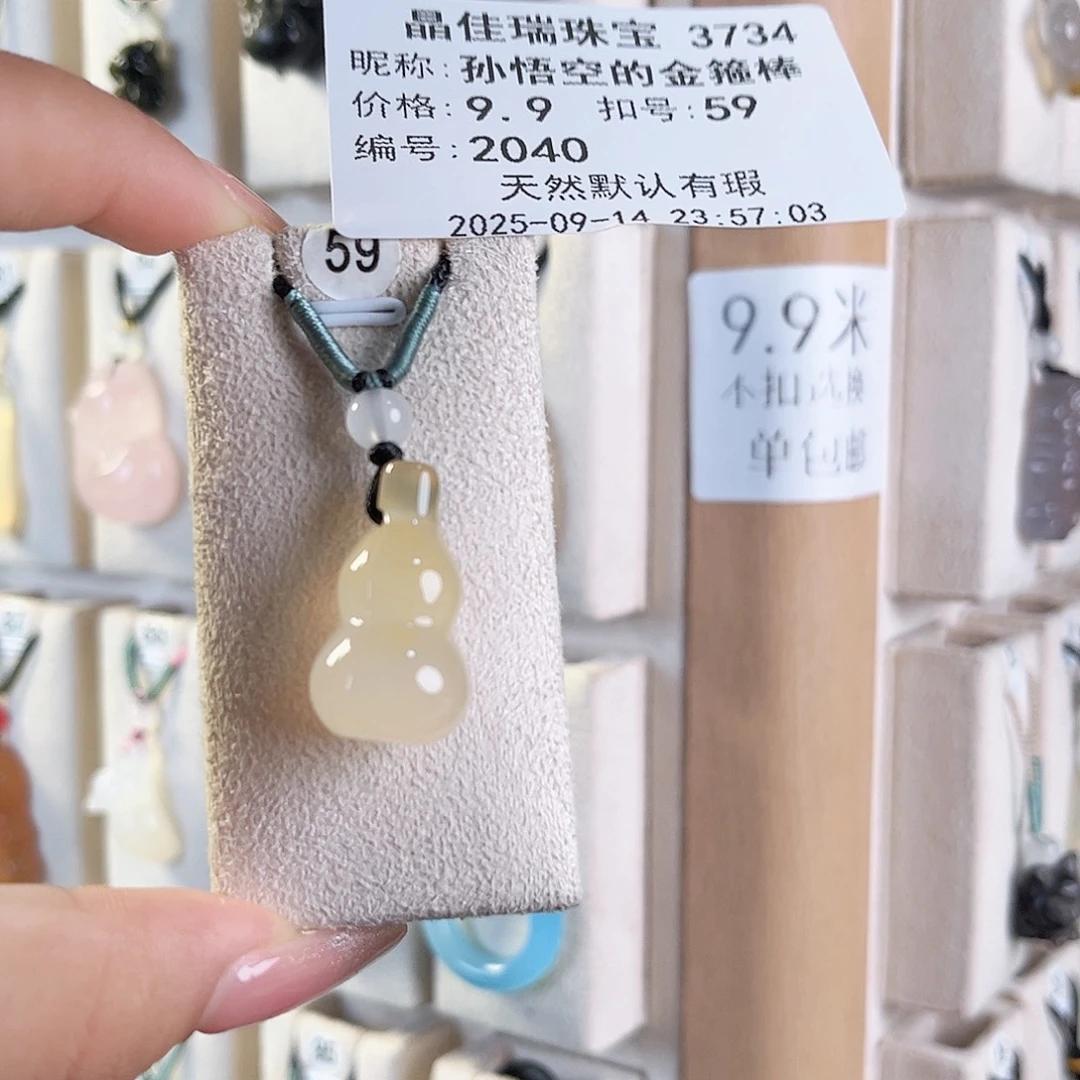 晶佳瑞珠宝 3734
昵称:孙悟空的金箍棒
价格:9.9 扣号:59
编号:2040
天然默认有瑕
2025-09-14 23:57:03
59
9.9米
不扣选换
单包邮